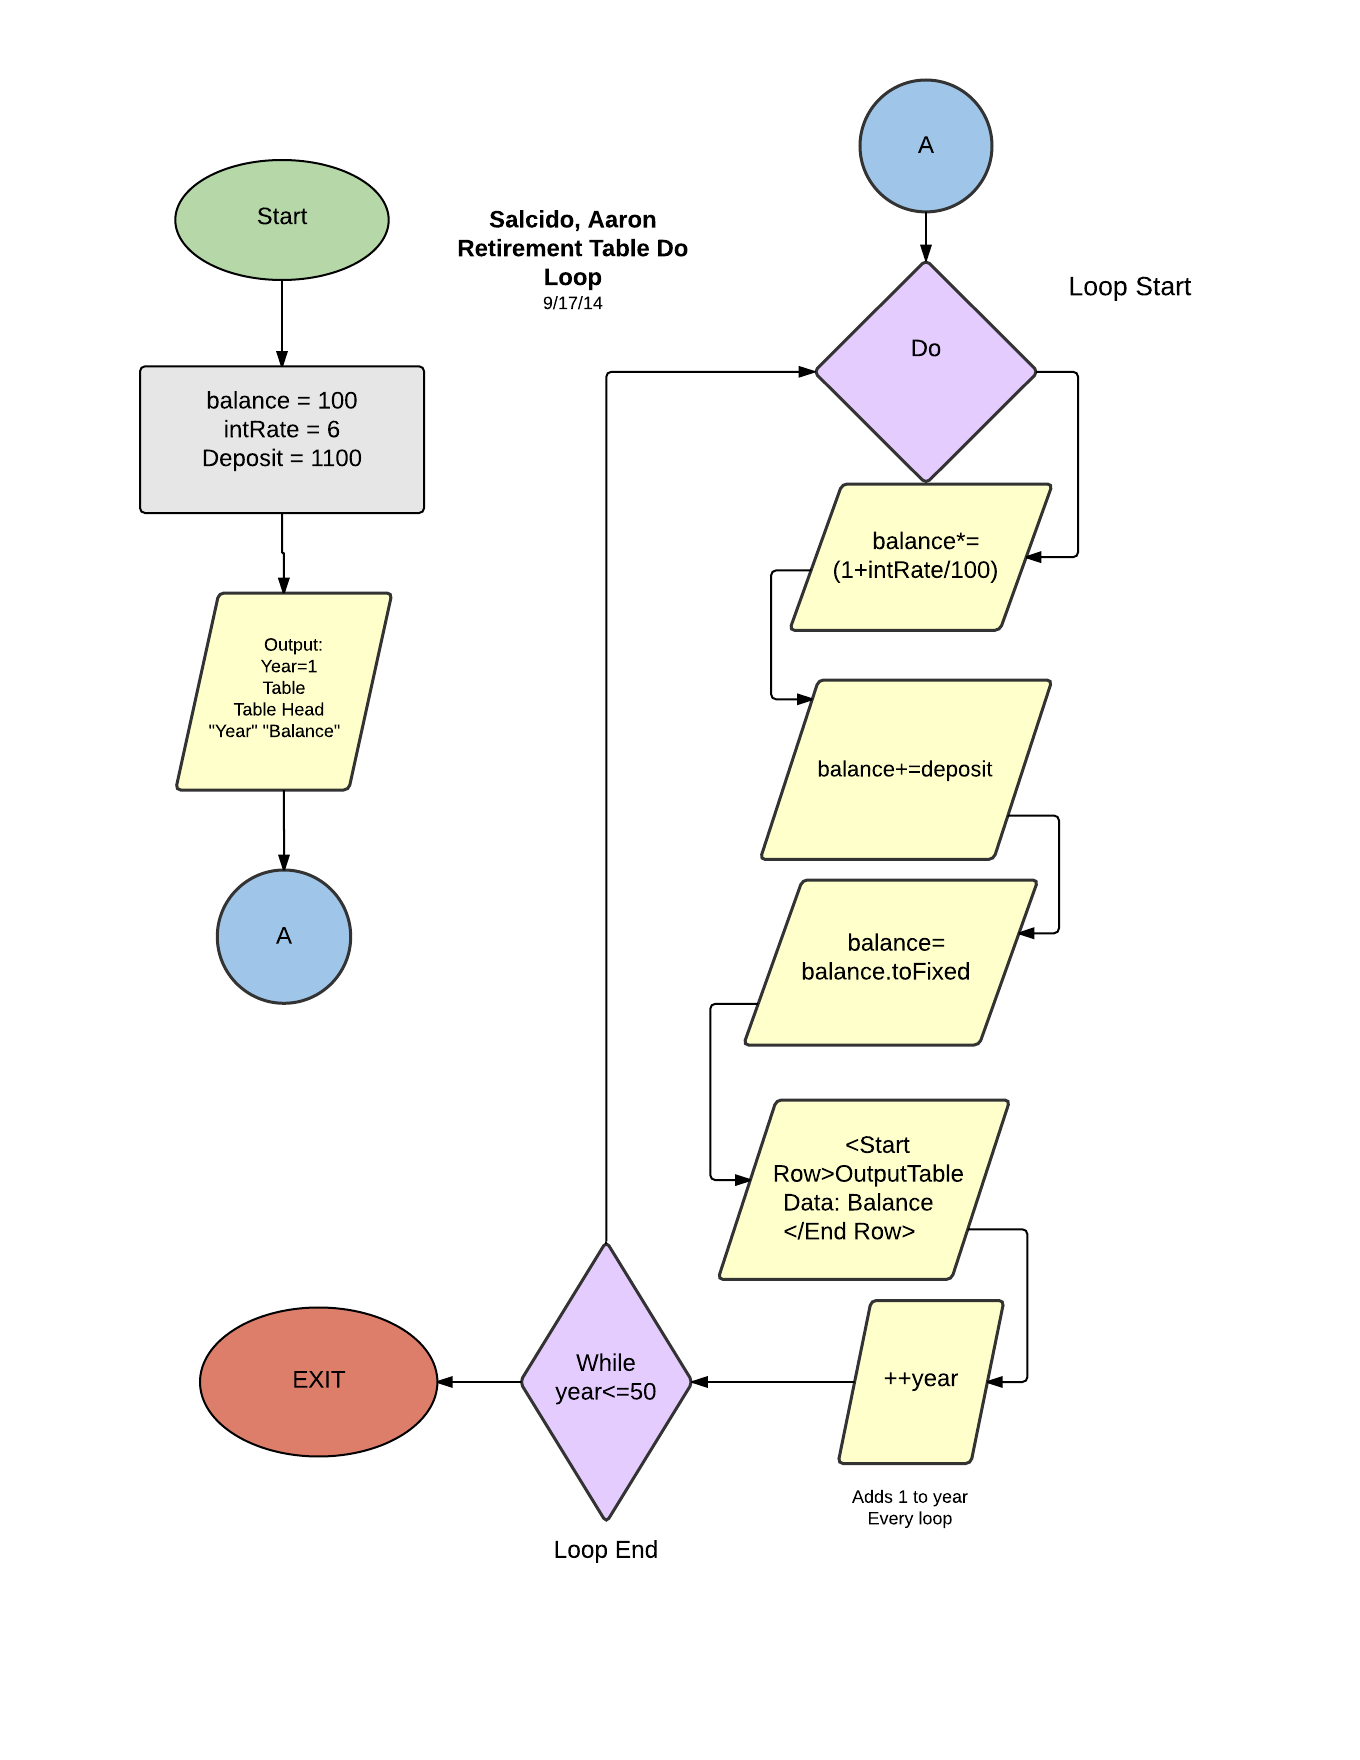 Start
balance = 100
intRate = 6
Deposit = 1100
Output:
Year=1
Table
Table Head
"Year" "Balance"
A
Salcido, Aaron
Retirement Table Do
Loop
9/17/14
A
Loop Start
Do
balance*=
(1+intRate/100)
balance+=deposit
balance=
balance.toFixed
<Start
Row>OutputTable
Data: Balance
</End Row>
++year
Adds 1 to year
Every loop
While
year<=50
Loop End
EXIT